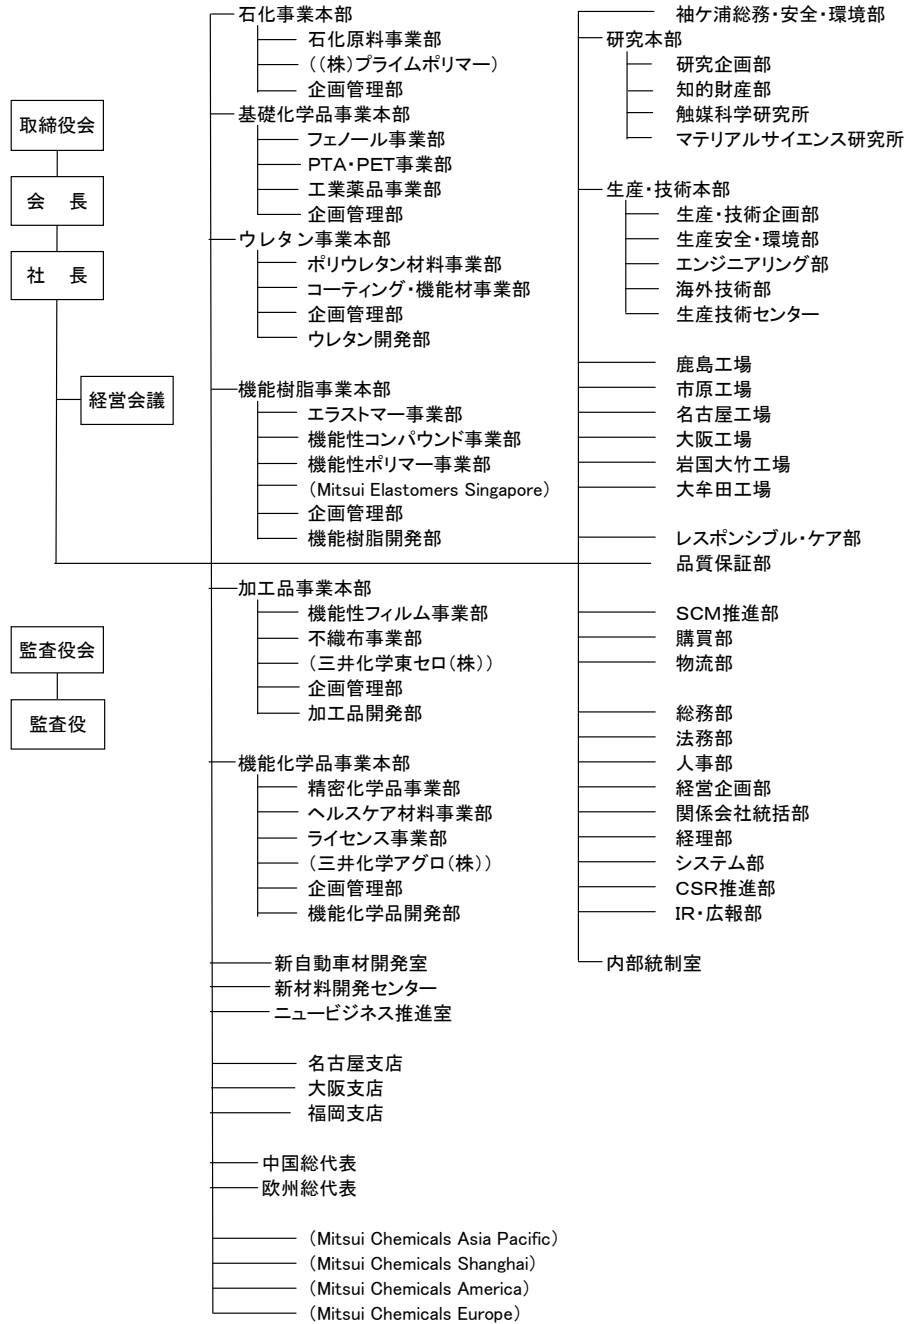 取締役会
会　長
社　長
経営会議
監査役会
監査役
石化事業本部
石化原料事業部
((株)プライムポリマー)
企画管理部
基礎化学品事業本部
フェノール事業部
PTA・PET事業部
工業薬品事業部
企画管理部
ウレタン事業本部
ポリウレタン材料事業部
コーティング・機能材事業部
企画管理部
ウレタン開発部
機能樹脂事業本部
エラストマー事業部
機能性コンパウンド事業部
機能性ポリマー事業部
(Mitsui Elastomers Singapore)
企画管理部
機能樹脂開発部
加工品事業本部
機能性フィルム事業部
不織布事業部
(三井化学東セロ(株))
企画管理部
加工品開発部
機能化学品事業本部
精密化学品事業部
ヘルスケア材料事業部
ライセンス事業部
(三井化学アグロ(株))
企画管理部
機能化学品開発部
新自動車材開発室
新材料開発センター
ニュービジネス推進室
名古屋支店
大阪支店
福岡支店
中国総代表
欧州総代表
(Mitsui Chemicals Asia Pacific)
(Mitsui Chemicals Shanghai)
(Mitsui Chemicals America)
(Mitsui Chemicals Europe)
袖ケ浦総務・安全・環境部
研究本部
研究企画部
知的財産部
触媒科学研究所
マテリアルサイエンス研究所
生産・技術本部
生産・技術企画部
生産安全・環境部
エンジニアリング部
海外技術部
生産技術センター
鹿島工場
市原工場
名古屋工場
大阪工場
岩国大竹工場
大牟田工場
レスポンシブル・ケア部
品質保証部
SCM推進部
購買部
物流部
総務部
法務部
人事部
経営企画部
関係会社統括部
経理部
システム部
CSR推進部
IR・広報部
内部統制室